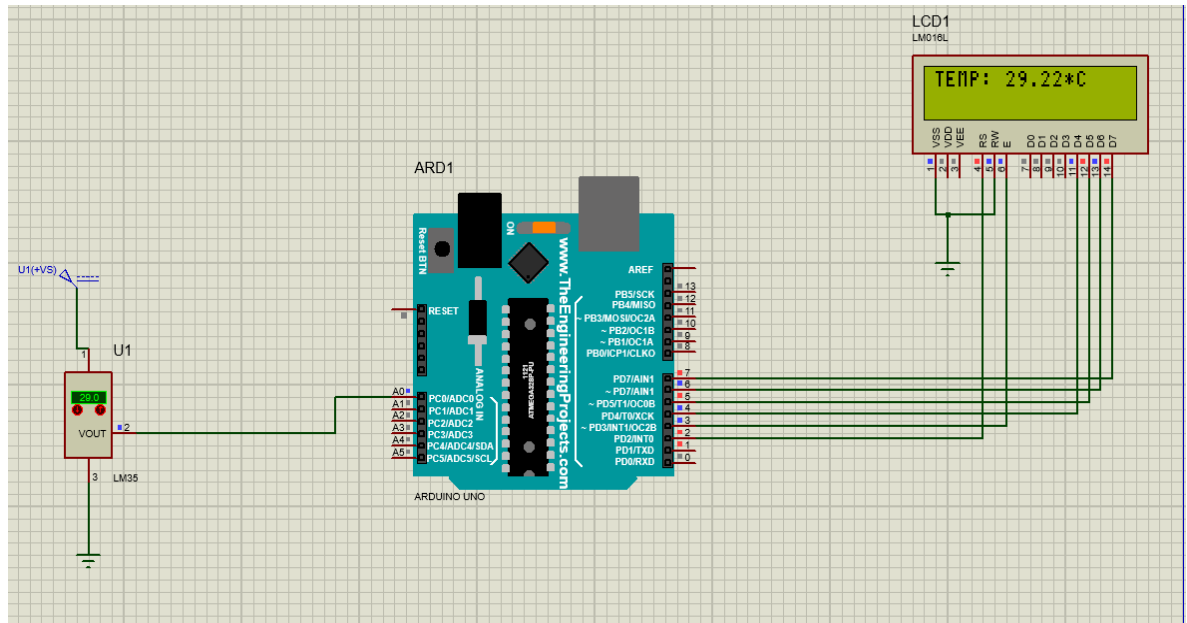 LCD1
LM016L
TEMP: 29.22*C
VSS
VDD
VEE
RS
RW
E
D0
D1
D2
D3
D4
D5
D6
D7
1
2
3
4
5
6
7
8
9
10
11
12
13
14
ARD1
Reset BTN
ON
www.TheEngineeringProjects.com
ANALOG IN
1121
RESET
AREF
PB5/SCK
PB4/MISO
~ PB3/MOSI/OC2A
~ PB2/OC1B
~ PB1/OC1A
PB0/ICP1/CLKO
13
12
11
10
9
8
PD7/AIN1
~ PD7/AIN1
~ PD5/T1/OC0B
PD4/T0/XCK
~ PD3/INT1/OC2B
PD2/INT0
PD1/TXD
PD0/RXD
7
6
5
4
3
2
1
0
A0
A1
A2
A3
A4
A5
PC0/ADC0
PC1/ADC1
PC2/ADC2
PC3/ADC3
PC4/ADC4/SDA
PC5/ADC5/SCL
ARDUINO UNO
U1(+VS)
1
U1
29.0
VOUT
2
3
LM35